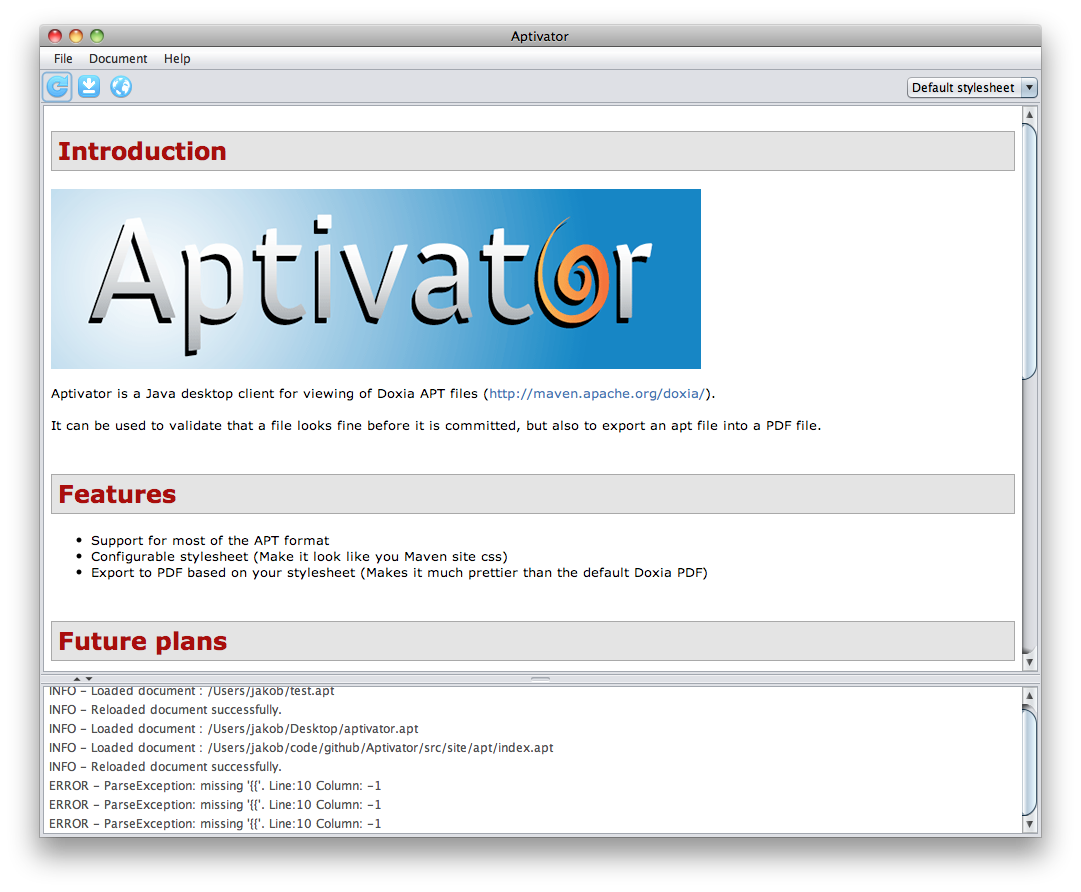 Aptivator
File Document Help
Default stylesheet
Introduction
Aptivator
Aptivator is a Java desktop client for viewing of Doxia APT files (http://maven.apache.org/doxia/).
It can be used to validate that a file looks fine before it is committed, but also to export an apt file into a PDF file.
Features
• Support for most of the APT format
• Configurable stylesheet (Make it look like you Maven site css)
• Export to PDF based on your stylesheet (Makes it much prettier than the default Doxia PDF)
Future plans
INFO - Loaded document : /Users/jakob/test.apt
INFO - Reloaded document successfully.
INFO - Loaded document : /Users/jakob/Desktop/aptivator.apt
INFO - Loaded document : /Users/jakob/code/github/Aptivator/src/site/apt/index.apt
INFO - Reloaded document successfully.
ERROR - ParseException: missing '{{'. Line:10 Column: -1
ERROR - ParseException: missing '{{'. Line:10 Column: -1
ERROR - ParseException: missing '{{'. Line:10 Column: -1